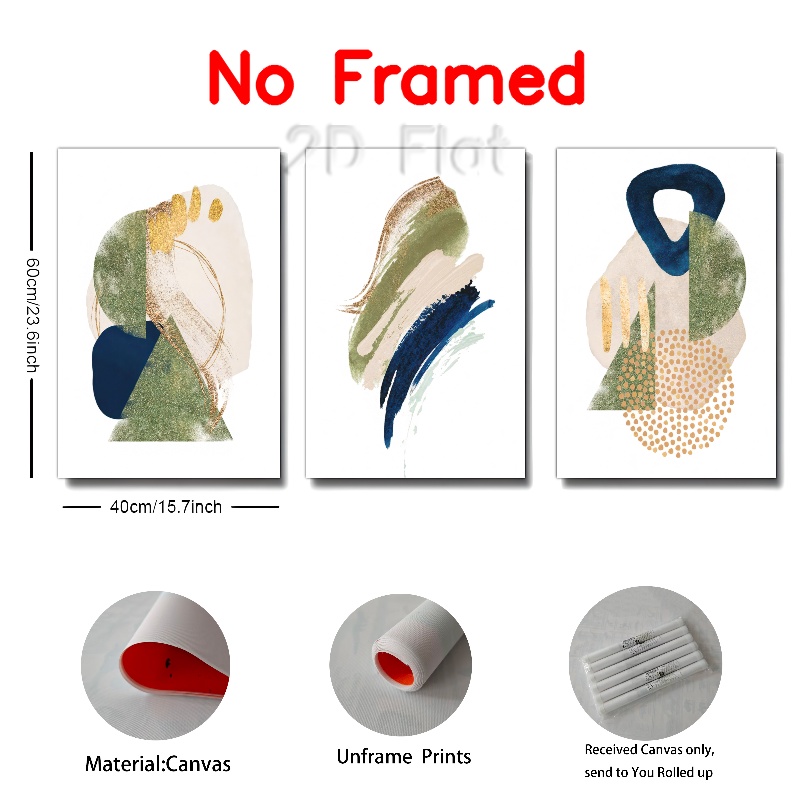 No Framed
2D Flat
60cm/23.6inch
40cm/15.7inch
Material:Canvas
Unframe Prints
Received Canvas only,
send to You Rolled up